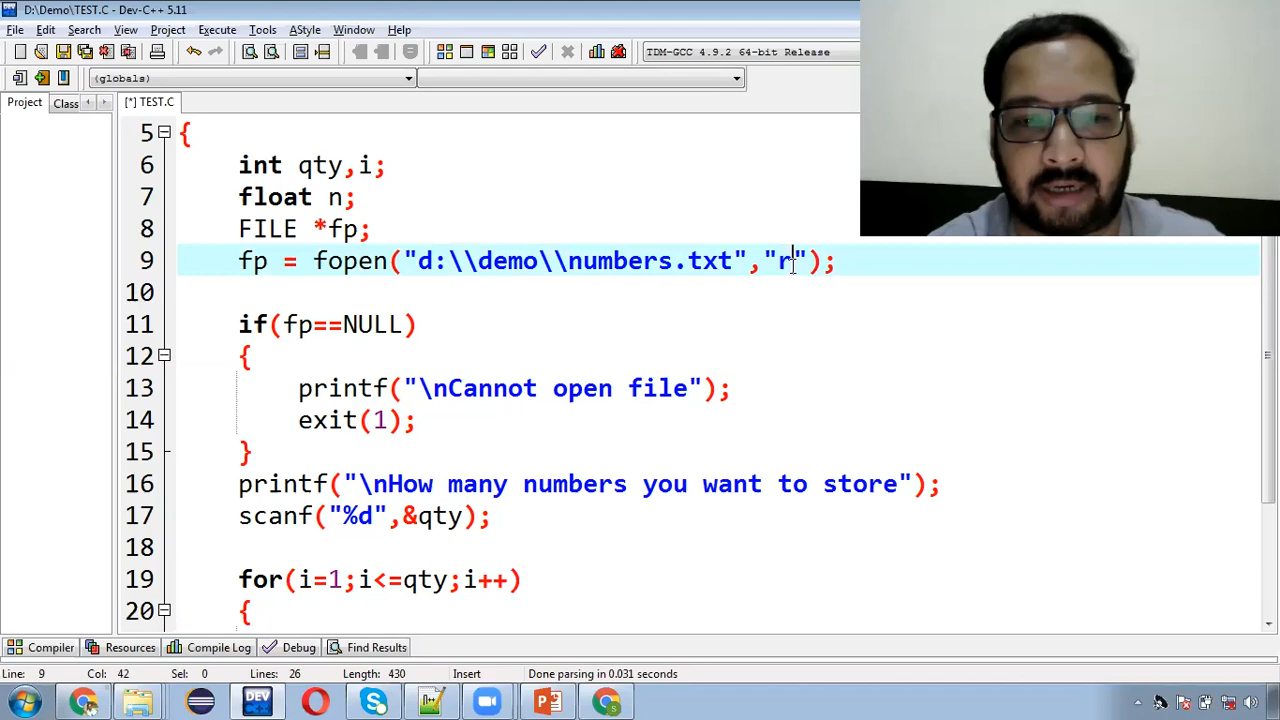 D:\Demo\TEST.C - Dev-C++ 5.11
File Edit Search View Project Execute Tools AStyle Window Help
TDM-GCC 4.9.2 64-bit Release
(globals)
Project Class [*] TEST.C
5 {
6 int qty,i;
7 float n;
8 FILE *fp;
9 fp = fopen("d:\\demo\\numbers.txt","r");
10
11 if(fp==NULL)
12 {
13 printf("\nCannot open file");
14 exit(1);
15 }
16 printf("\nHow many numbers you want to store");
17 scanf("%d",&qty);
18
19 for(i=1;i<=qty;i++)
20 {
Compiler Resources Compile Log Debug Find Results
Line: 9 Col: 42 Sel: 0 Lines: 26 Length: 430 Insert Done parsing in 0.031 seconds
DEV